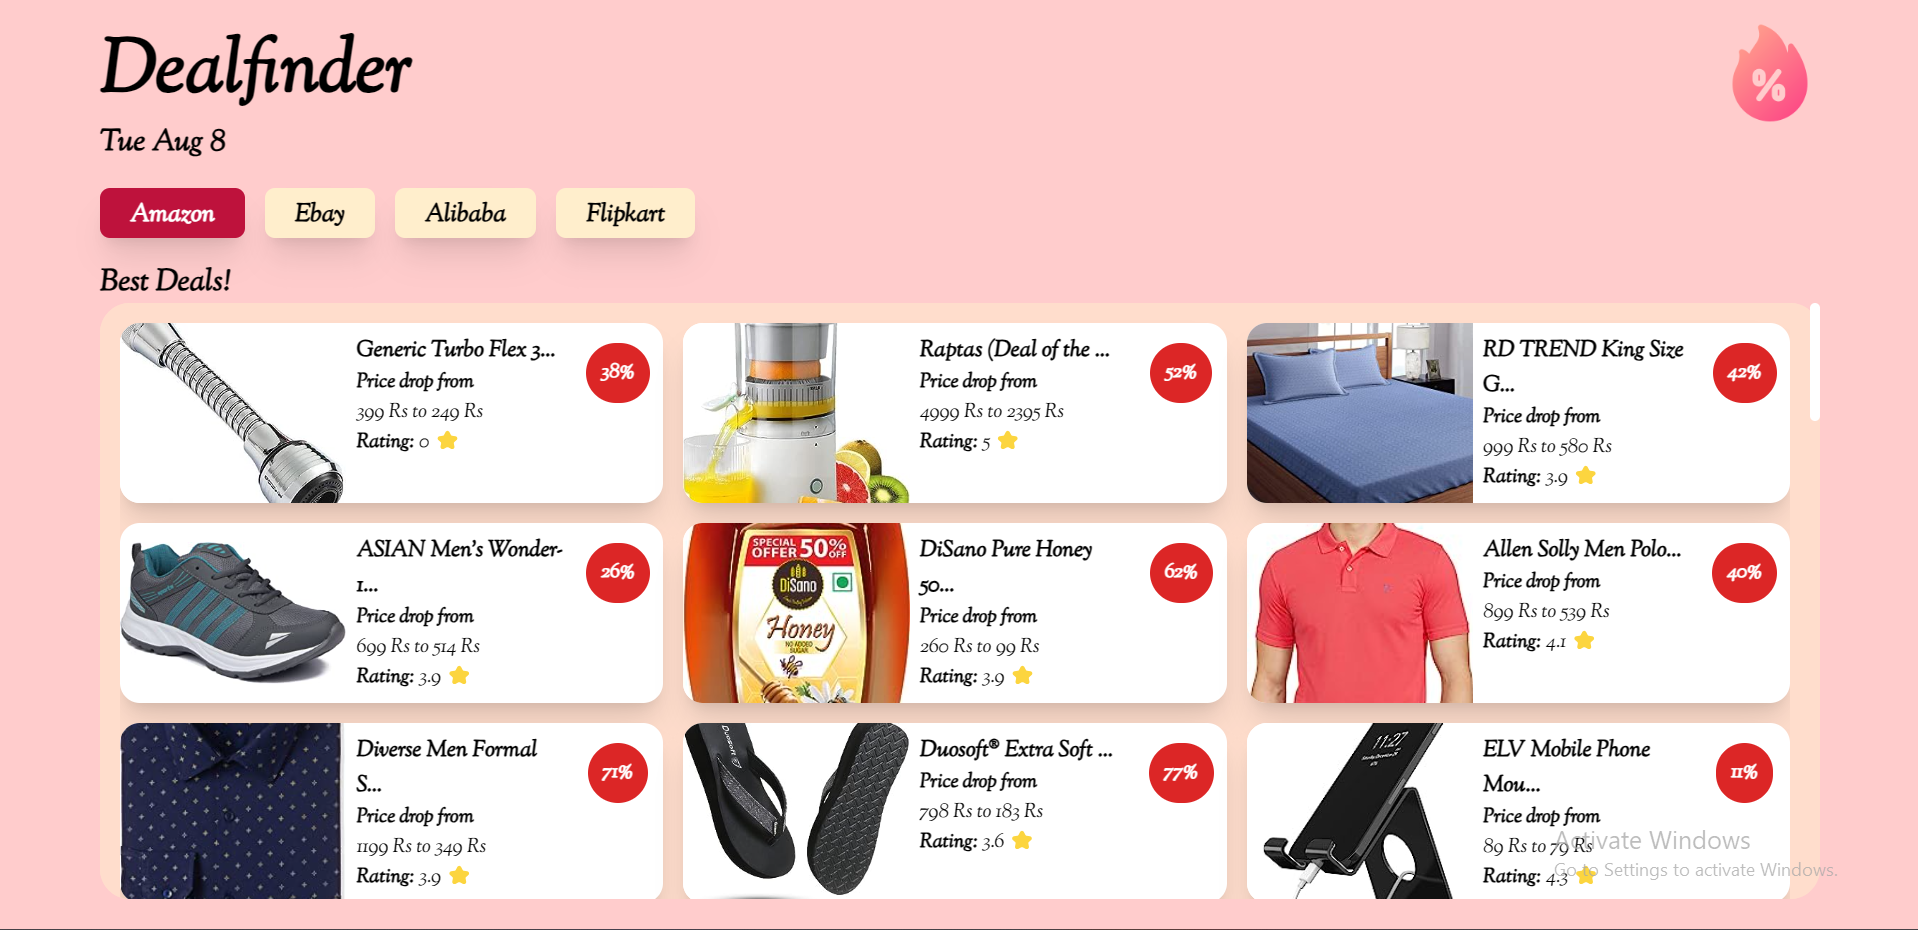 Dealfinder
%
Tue Aug 8
Amazon
Ebay
Alibaba
Flipkart
Best Deals!
Generic Turbo Flex 3...
Price drop from
399 Rs to 249 Rs
Rating: 0
38%
Raptas (Deal of the ...
Price drop from
4999 Rs to 2395 Rs
Rating: 5
52%
RD TREND King Size
G...
Price drop from
999 Rs to 580 Rs
Rating: 3.9
42%
ASIAN Men's Wonder-
1...
Price drop from
699 Rs to 514 Rs
Rating: 3.9
26%
SPECIAL
OFFER 50% OFF
DiSano
Honey
NO ADDED
SUGAR
DiSano Pure Honey
50...
Price drop from
260 Rs to 99 Rs
Rating: 3.9
62%
Allen Solly Men Polo...
Price drop from
899 Rs to 539 Rs
Rating: 4.1
40%
Diverse Men Formal
S...
Price drop from
1199 Rs to 349 Rs
Rating: 3.9
71%
Duosoft
Duosoft® Extra Soft ...
Price drop from
798 Rs to 183 Rs
Rating: 3.6
77%
11:27
ELV Mobile Phone
Mou...
Price drop from
89 Rs to 79 Rs
Rating: 4.3
11%
Activate Windows
Go to Settings to activate Windows.